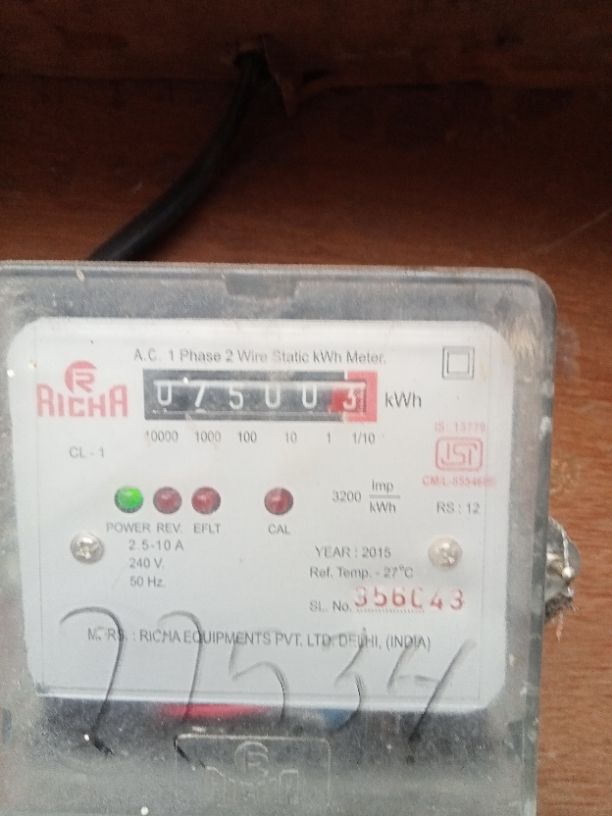 A.C. 1 Phase 2 Wire Static kWh Meter.
RICHA
075003 kWh
10000 1000 100 10 1 1/10
CL - 1
IS: 13779
ISI
3200 Imp/kWh
RS : 12
POWER REV. EFLT CAL
2.5-10 A
240 V.
50 Hz.
YEAR : 2015
Ref. Temp. - 27°C
SL. No.
M/RS. : RICHA EQUIPMENTS PVT. LTD. DELHI, (INDIA)
RICHA